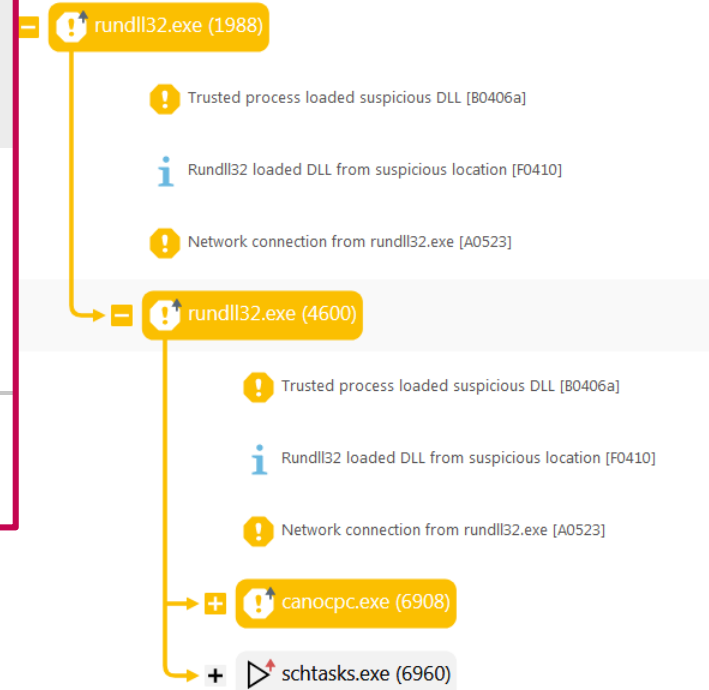 rundll32.exe (1988)
Trusted process loaded suspicious DLL [B0406a]
Rundll32 loaded DLL from suspicious location [F0410]
Network connection from rundll32.exe [A0523]
rundll32.exe (4600)
Trusted process loaded suspicious DLL [B0406a]
Rundll32 loaded DLL from suspicious location [F0410]
Network connection from rundll32.exe [A0523]
canocpc.exe (6908)
schtasks.exe (6960)